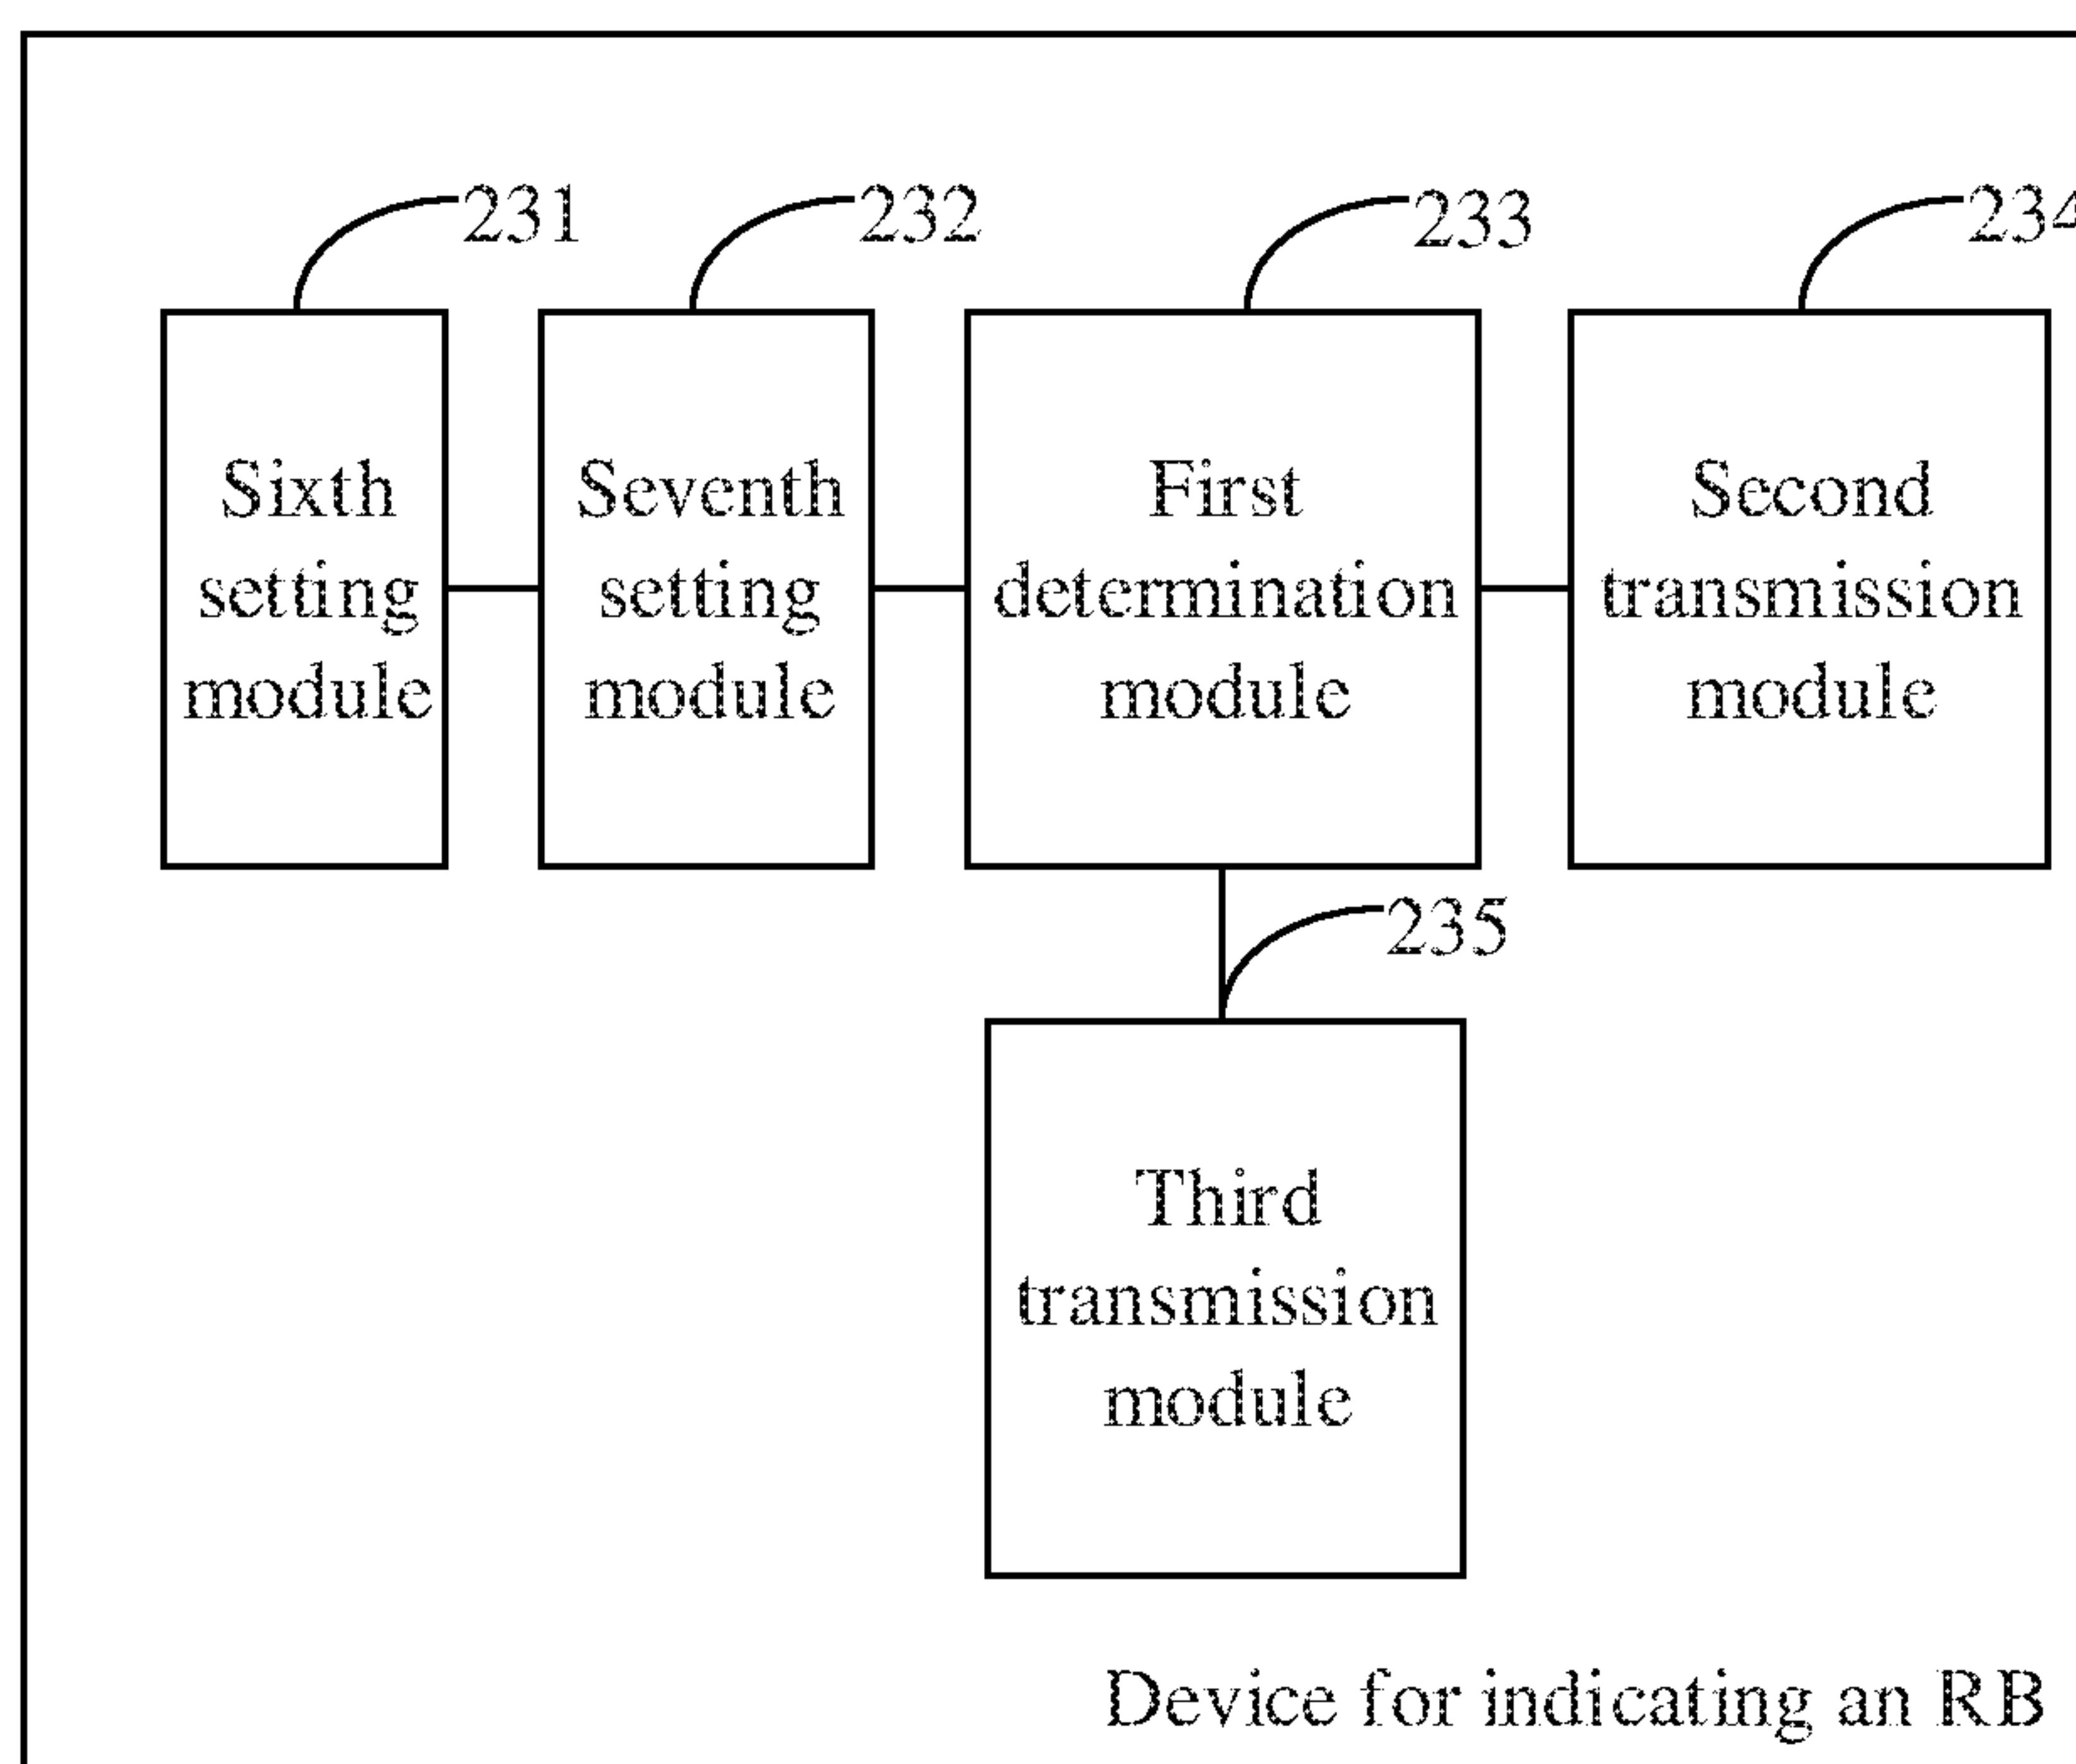 231
232
233
234
Sixth
setting
module
Seventh
setting
module
First
determination
module
Second
transmission
module
235
Third
transmission
module
Device for indicating an RB